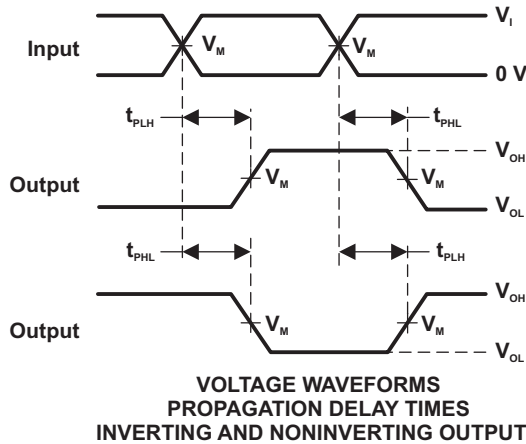 V_I
Input
V_M
V_M
0 V
t_PLH
t_PHL
V_OH
Output
V_M
V_M
V_OL
t_PHL
t_PLH
V_OH
Output
V_M
V_M
V_OL
VOLTAGE WAVEFORMS
PROPAGATION DELAY TIMES
INVERTING AND NONINVERTING OUTPUT